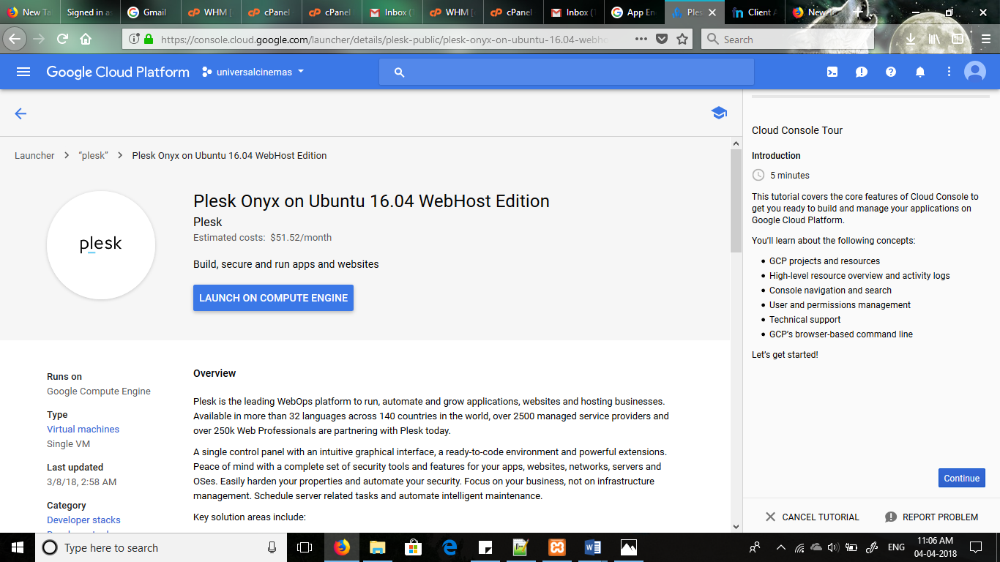 New Ta
Signed in as
Gmail
WHM [
cPanel
cPanel
Inbox (1
WHM [
cPanel
Inbox (1
App En
Ples
Client A
New Te
https://console.cloud.google.com/launcher/details/plesk-public/plesk-onyx-on-ubuntu-16.04-webho
Search
Google Cloud Platform
universalcinemas
Launcher > "plesk" > Plesk Onyx on Ubuntu 16.04 WebHost Edition
plesk
Plesk Onyx on Ubuntu 16.04 WebHost Edition
Plesk
Estimated costs: $51.52/month
Build, secure and run apps and websites
LAUNCH ON COMPUTE ENGINE
Runs on
Google Compute Engine
Type
Virtual machines
Single VM
Last updated
3/8/18, 2:58 AM
Category
Developer stacks
Overview
Plesk is the leading WebOps platform to run, automate and grow applications, websites and hosting businesses.
Available in more than 32 languages across 140 countries in the world, over 2500 managed service providers and
over 250k Web Professionals are partnering with Plesk today.
A single control panel with an intuitive graphical interface, a ready-to-code environment and powerful extensions.
Peace of mind with a complete set of security tools and features for your apps, websites, networks, servers and
OSes. Easily harden your properties and automate your security. Focus on your business, not on infrastructure
management. Schedule server related tasks and automate intelligent maintenance.
Key solution areas include:
Cloud Console Tour
Introduction
5 minutes
This tutorial covers the core features of Cloud Console to
get you ready to build and manage your applications on
Google Cloud Platform.
You'll learn about the following concepts:
• GCP projects and resources
• High-level resource overview and activity logs
• Console navigation and search
• User and permissions management
• Technical support
• GCP's browser-based command line
Let's get started!
Continue
CANCEL TUTORIAL
REPORT PROBLEM
Type here to search
ENG
11:06 AM
04-04-2018